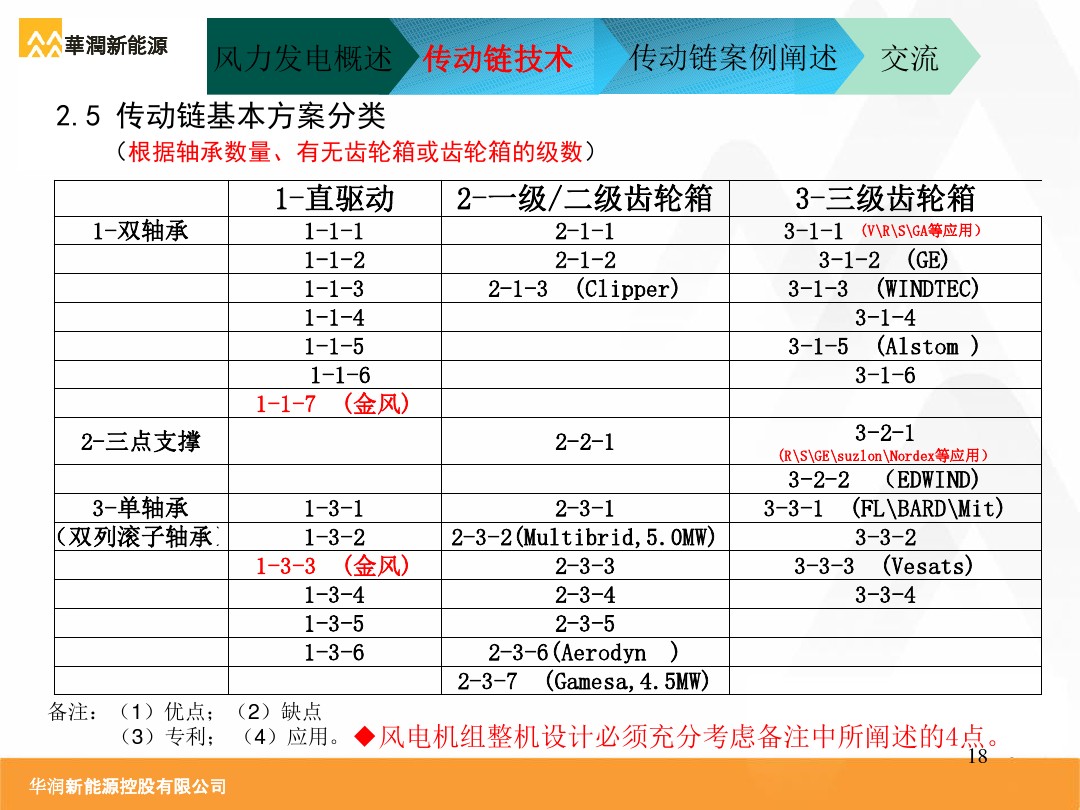 華潤新能源
风力发电概述 传动链技术 传动链案例阐述 交流
2.5 传动链基本方案分类
（根据轴承数量、有无齿轮箱或齿轮箱的级数）
1-直驱动 2-一级/二级齿轮箱 3-三级齿轮箱
1-双轴承 1-1-1 2-1-1 3-1-1 (V\R\S\GA等应用）
1-1-2 2-1-2 3-1-2 (GE)
1-1-3 2-1-3 (Clipper) 3-1-3 (WINDTEC)
1-1-4 3-1-4
1-1-5 3-1-5 (Alstom )
1-1-6 3-1-6
1-1-7 (金风)
2-三点支撑 2-2-1 3-2-1
(R\S\GE\suzlon\Nordex等应用）
3-2-2 （EDWIND)
3-单轴承 1-3-1 2-3-1 3-3-1 (FL\BARD\Mit)
（双列滚子轴承） 1-3-2 2-3-2(Multibrid,5.0MW) 3-3-2
1-3-3 (金风) 2-3-3 3-3-3 (Vesats)
1-3-4 2-3-4 3-3-4
1-3-5 2-3-5
1-3-6 2-3-6(Aerodyn )
2-3-7 (Gamesa,4.5MW)
备注：（1）优点；（2）缺点
（3）专利； （4）应用。 ◆风电机组整机设计必须充分考虑备注中所阐述的4点。
18
华润新能源控股有限公司